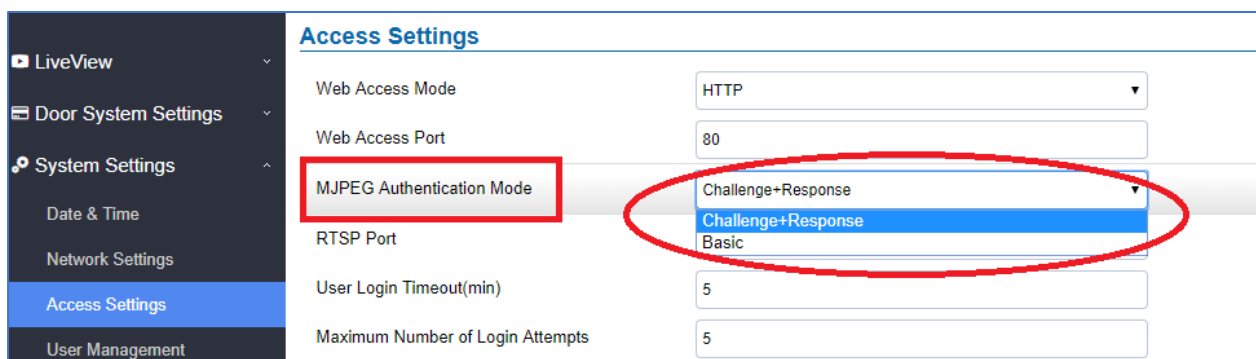 Access Settings
LiveView
Web Access Mode HTTP
Door System Settings
Web Access Port 80
System Settings
MJPEG Authentication Mode Challenge+Response
Challenge+Response
Date & Time
RTSP Port Basic
Network Settings
User Login Timeout(min) 5
Access Settings
Maximum Number of Login Attempts 5
User Management